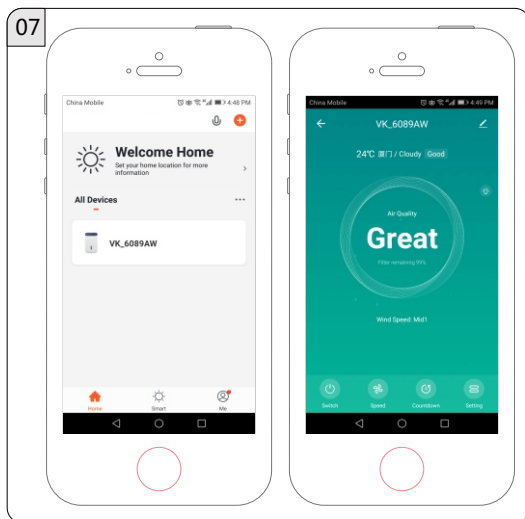 07
China Mobile 4:48 PM
Welcome Home
Set your home location for more
information
All Devices
VK_6089AW
Home Smart Me
China Mobile 4:49 PM
VK_6089AW
24℃ 厦门 / Cloudy Good
Air Quality
Great
Filter remaining 99%
Wind Speed: Mid1
Switch Speed Countdown Setting